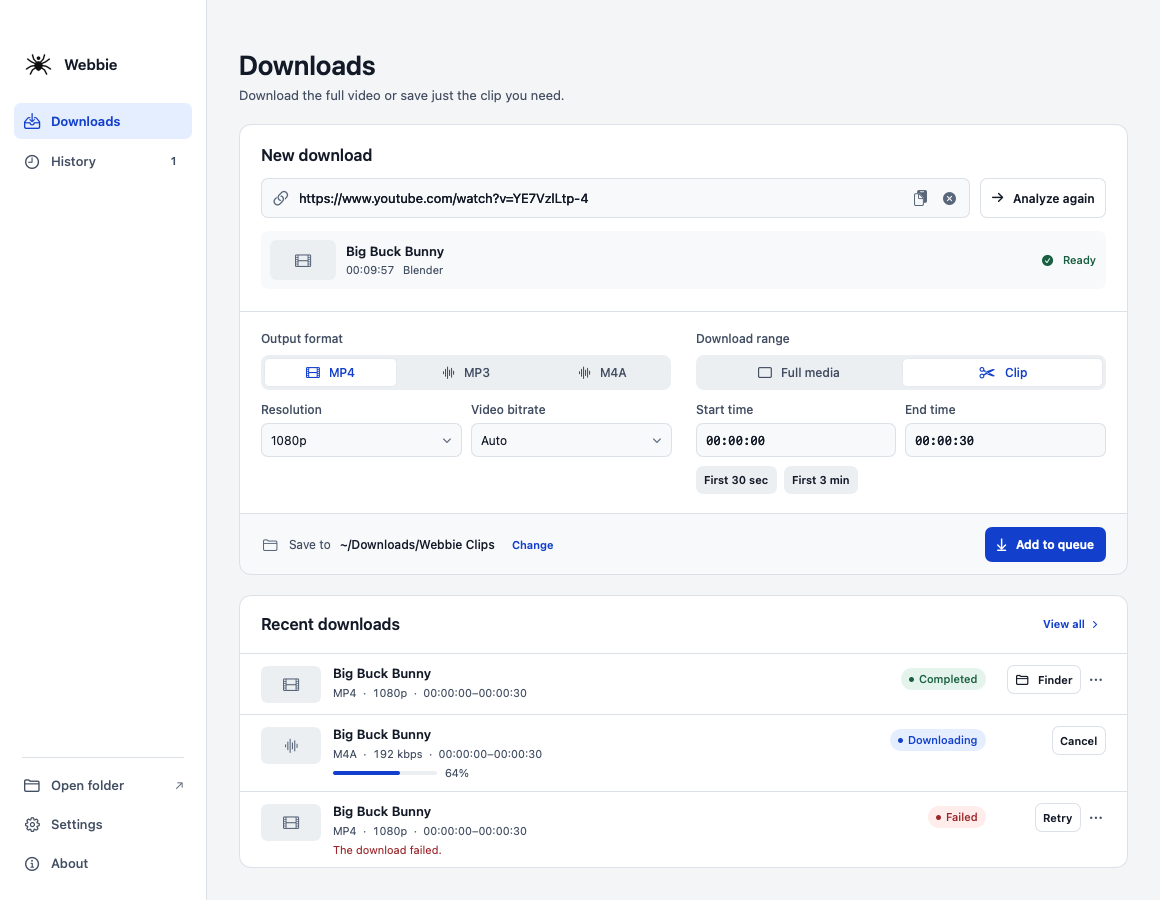 Webbie
Downloads
History 1
Open folder
Settings
About
Downloads
Download the full video or save just the clip you need.
New download
https://www.youtube.com/watch?v=YE7VzlLtp-4
Analyze again
Big Buck Bunny
00:09:57 Blender
Ready
Output format
MP4 MP3 M4A
Resolution Video bitrate
1080p Auto
Download range
Full media Clip
Start time End time
00:00:00 00:00:30
First 30 sec First 3 min
Save to ~/Downloads/Webbie Clips Change
Add to queue
Recent downloads
View all
Big Buck Bunny
MP4 · 1080p · 00:00:00–00:00:30
Completed
Finder
Big Buck Bunny
M4A · 192 kbps · 00:00:00–00:00:30
64%
Downloading
Cancel
Big Buck Bunny
MP4 · 1080p · 00:00:00–00:00:30
The download failed.
Failed
Retry